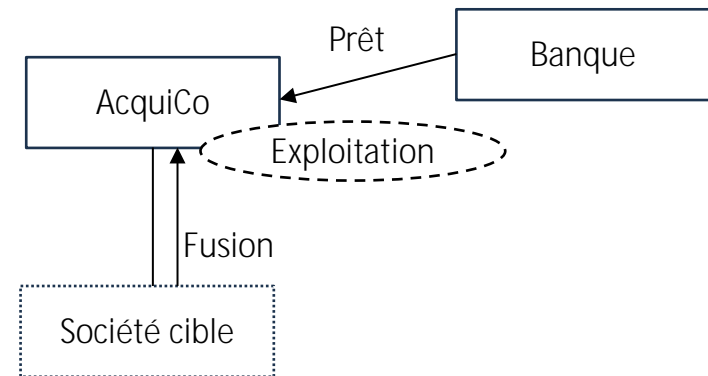 Prêt
Banque
AcquiCo
Exploitation
Fusion
Société cible